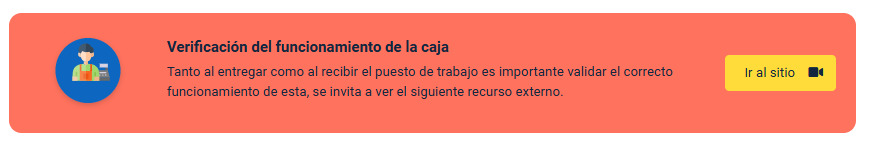 Verificación del funcionamiento de la caja
Tanto al entregar como al recibir el puesto de trabajo es importante validar el correcto
funcionamiento de esta, se invita a ver el siguiente recurso externo.
Ir al sitio